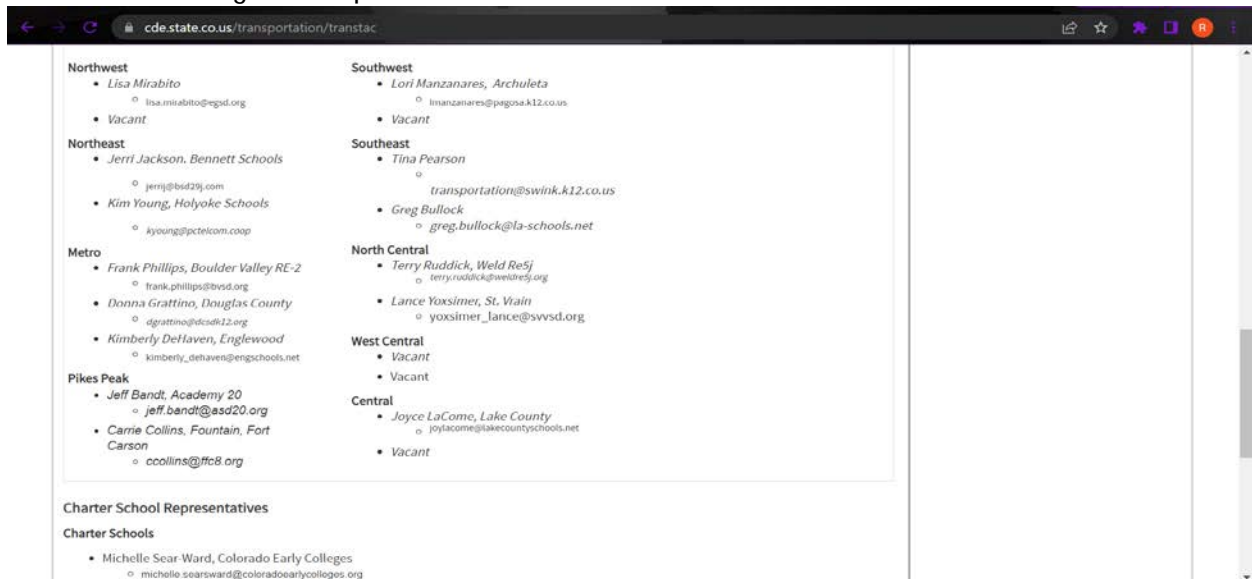 cde.state.co.us/transportation/transtac
R
Northwest
Lisa Mirabito
lisa.mirabito@egsd.org
Vacant
Northeast
Jerri Jackson. Bennett Schools
jerrij@bsd29j.com
Kim Young, Holyoke Schools
kyoung@pctelcom.coop
Metro
Frank Phillips, Boulder Valley RE-2
frank.phillips@bvsd.org
Donna Grattino, Douglas County
dgrattino@dcsdk12.org
Kimberly DeHaven, Englewood
kimberly_dehaven@engschools.net
Pikes Peak
Jeff Bandt, Academy 20
jeff.bandt@asd20.org
Carrie Collins, Fountain, Fort
Carson
ccollins@ffc8.org
Southwest
Lori Manzanares, Archuleta
lmanzanares@pagosa.k12.co.us
Vacant
Southeast
Tina Pearson
transportation@swink.k12.co.us
Greg Bullock
greg.bullock@la-schools.net
North Central
Terry Ruddick, Weld Re5j
terry.ruddick@weldre5j.org
Lance Yoxsimer, St. Vrain
yoxsimer_lance@svvsd.org
West Central
Vacant
Vacant
Central
Joyce LaCome, Lake County
joylacome@lakecountyschools.net
Vacant
Charter School Representatives
Charter Schools
Michelle Sear-Ward, Colorado Early Colleges
michelle.searsward@coloradoearlycolleges.org